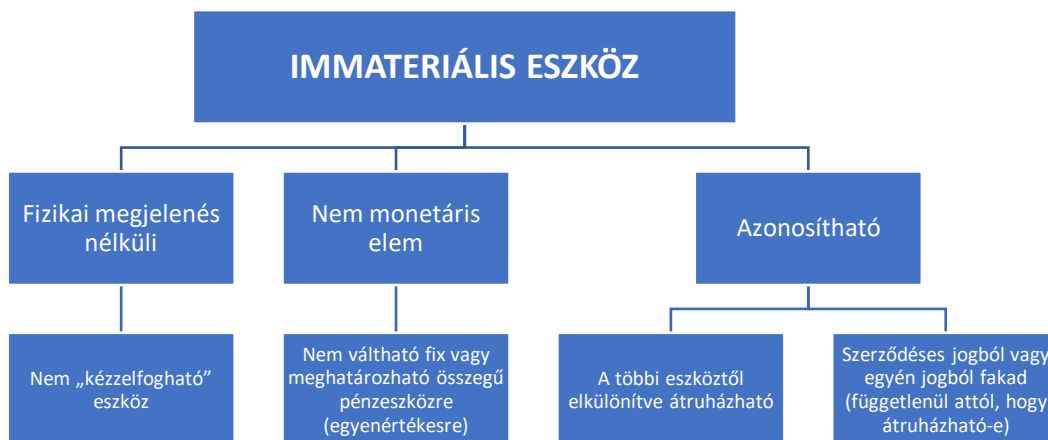 IMMATERIÁLIS ESZKÖZ
Fizikai megjelenés
nélküli
Nem monetáris
elem
Azonosítható
Nem „kézzelfogható”
eszköz
Nem váltható fix vagy
meghatározható összegű
pénzeszközre
(egyenértékesre)
A többi eszköztől
elkülönítve átruházható
Szerződéses jogból vagy
egyén jogból fakad
(függetlenül attól, hogy
átruházható-e)